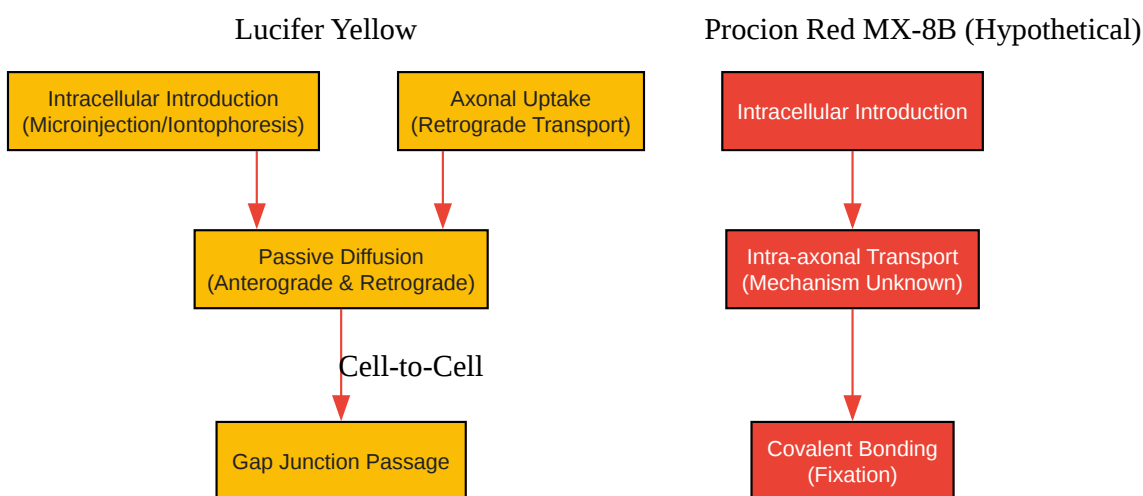 Lucifer Yellow
Intracellular Introduction
(Microinjection/Iontophoresis)
Axonal Uptake
(Retrograde Transport)
Passive Diffusion
(Anterograde & Retrograde)
Cell-to-Cell
Gap Junction Passage
Procion Red MX-8B (Hypothetical)
Intracellular Introduction
Intra-axonal Transport
(Mechanism Unknown)
Covalent Bonding
(Fixation)